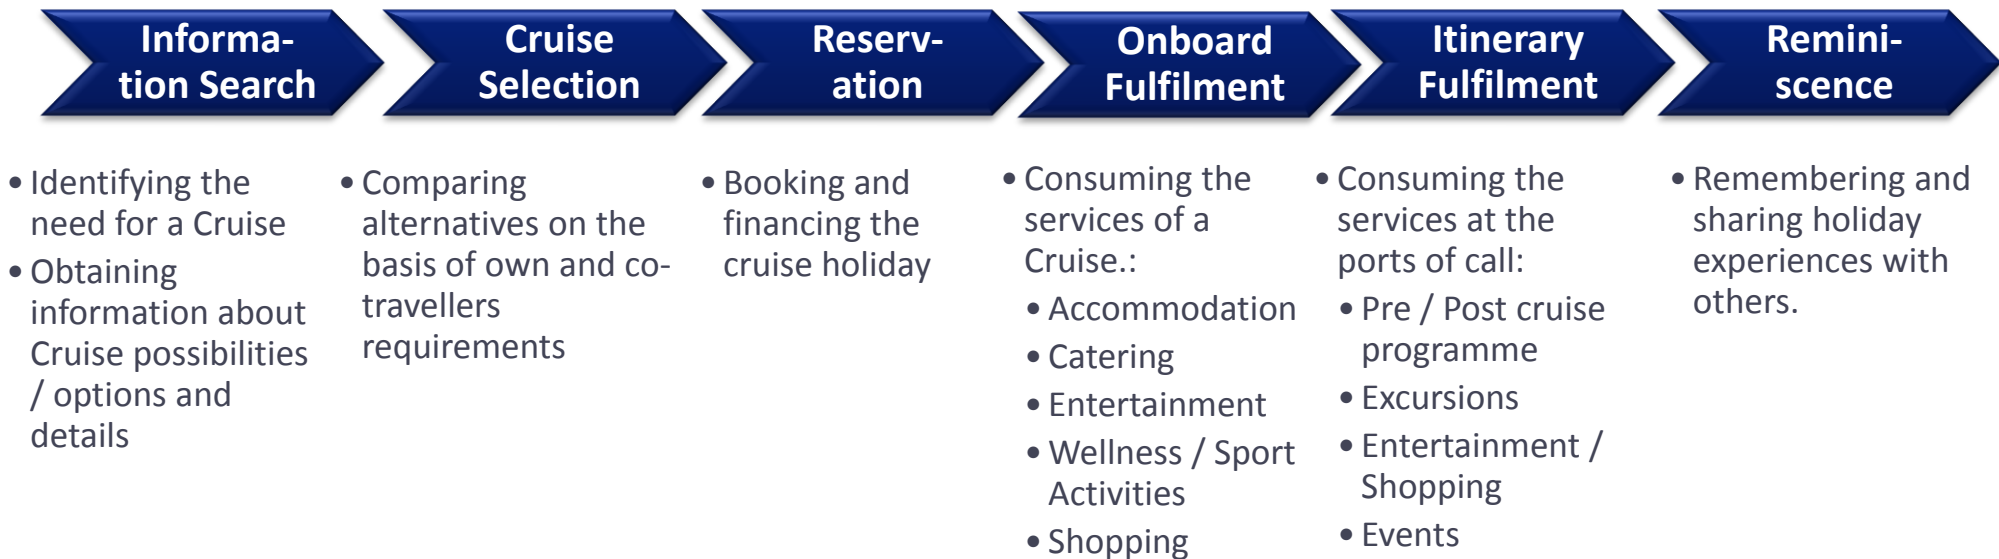 Informa-
tion Search
Cruise
Selection
Reserv-
ation
Onboard
Fulfilment
Itinerary
Fulfilment
Remini-
scence
• Identifying the
need for a Cruise
• Obtaining
information about
Cruise possibilities
/ options and
details
• Comparing
alternatives on the
basis of own and co-
travellers
requirements
• Booking and
financing the
cruise holiday
• Consuming the
services of a
Cruise.:
• Accommodation
• Catering
• Entertainment
• Wellness / Sport
Activities
• Shopping
• Consuming the
services at the
ports of call:
• Pre / Post cruise
programme
• Excursions
• Entertainment /
Shopping
• Events
• Remembering and
sharing holiday
experiences with
others.